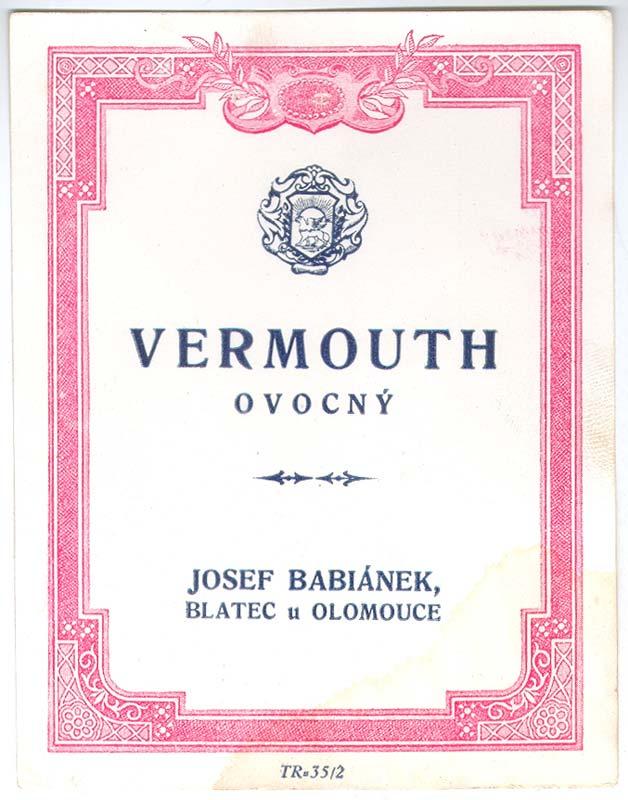 VERMOUTH
OVOCNÝ
JOSEF BABIÁNEK,
BLATEC u OLOMOUCE
TR=35/2